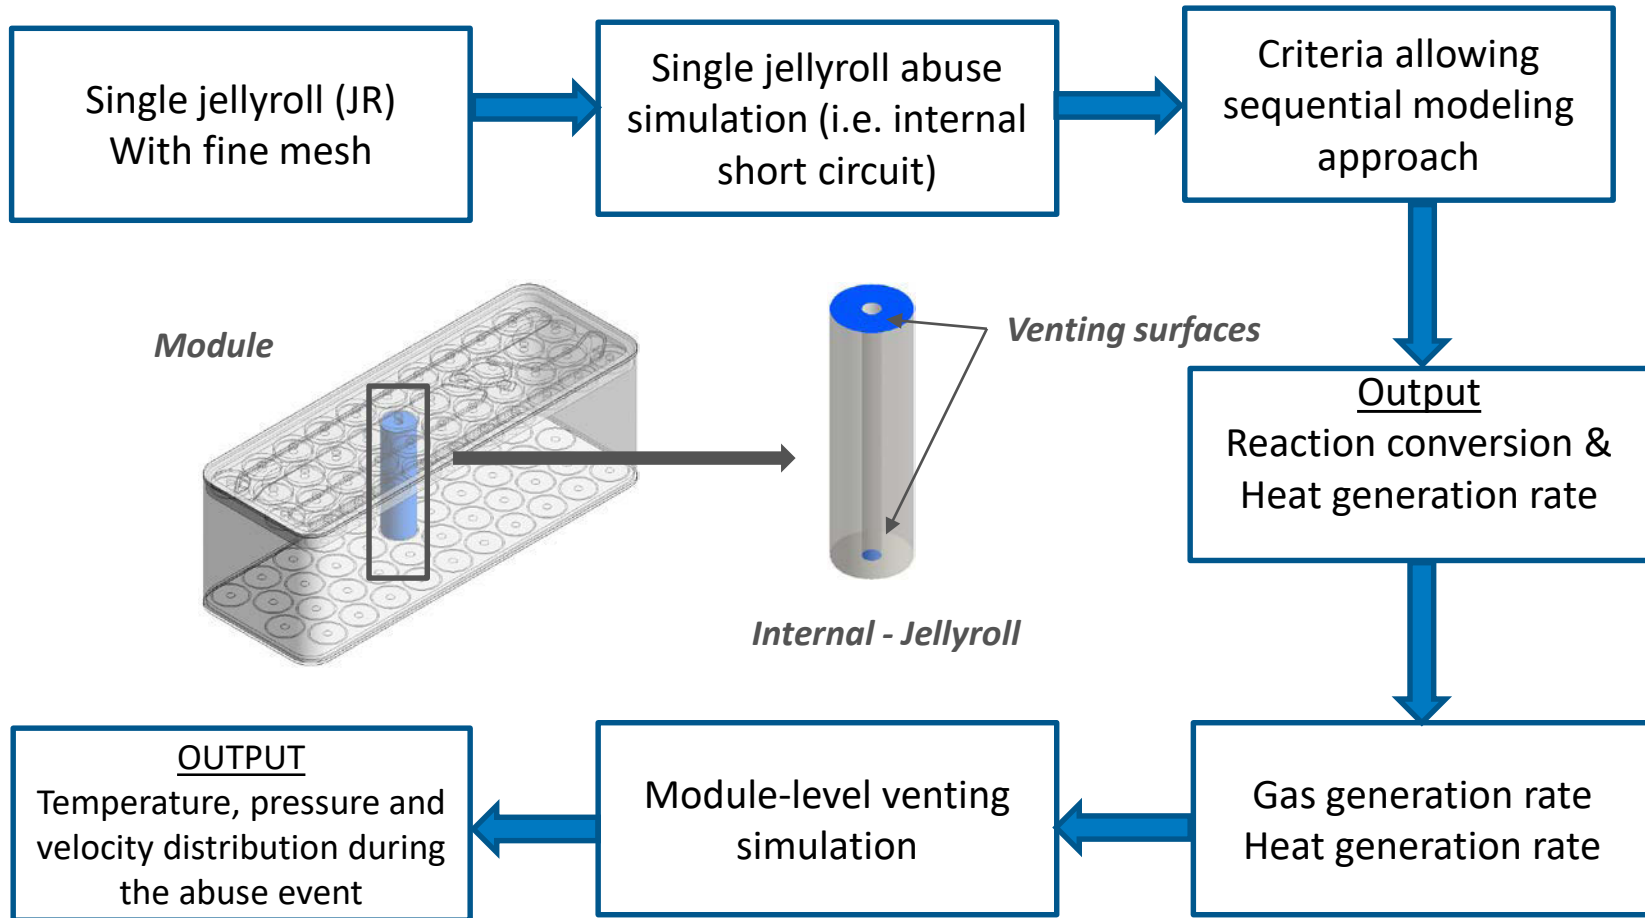 Single jellyroll (JR)
With fine mesh
Single jellyroll abuse
simulation (i.e. internal
short circuit)
Criteria allowing
sequential modeling
approach
Module
Venting surfaces
Internal - Jellyroll
Output
Reaction conversion &
Heat generation rate
Gas generation rate
Heat generation rate
Module-level venting
simulation
OUTPUT
Temperature, pressure and
velocity distribution during
the abuse event